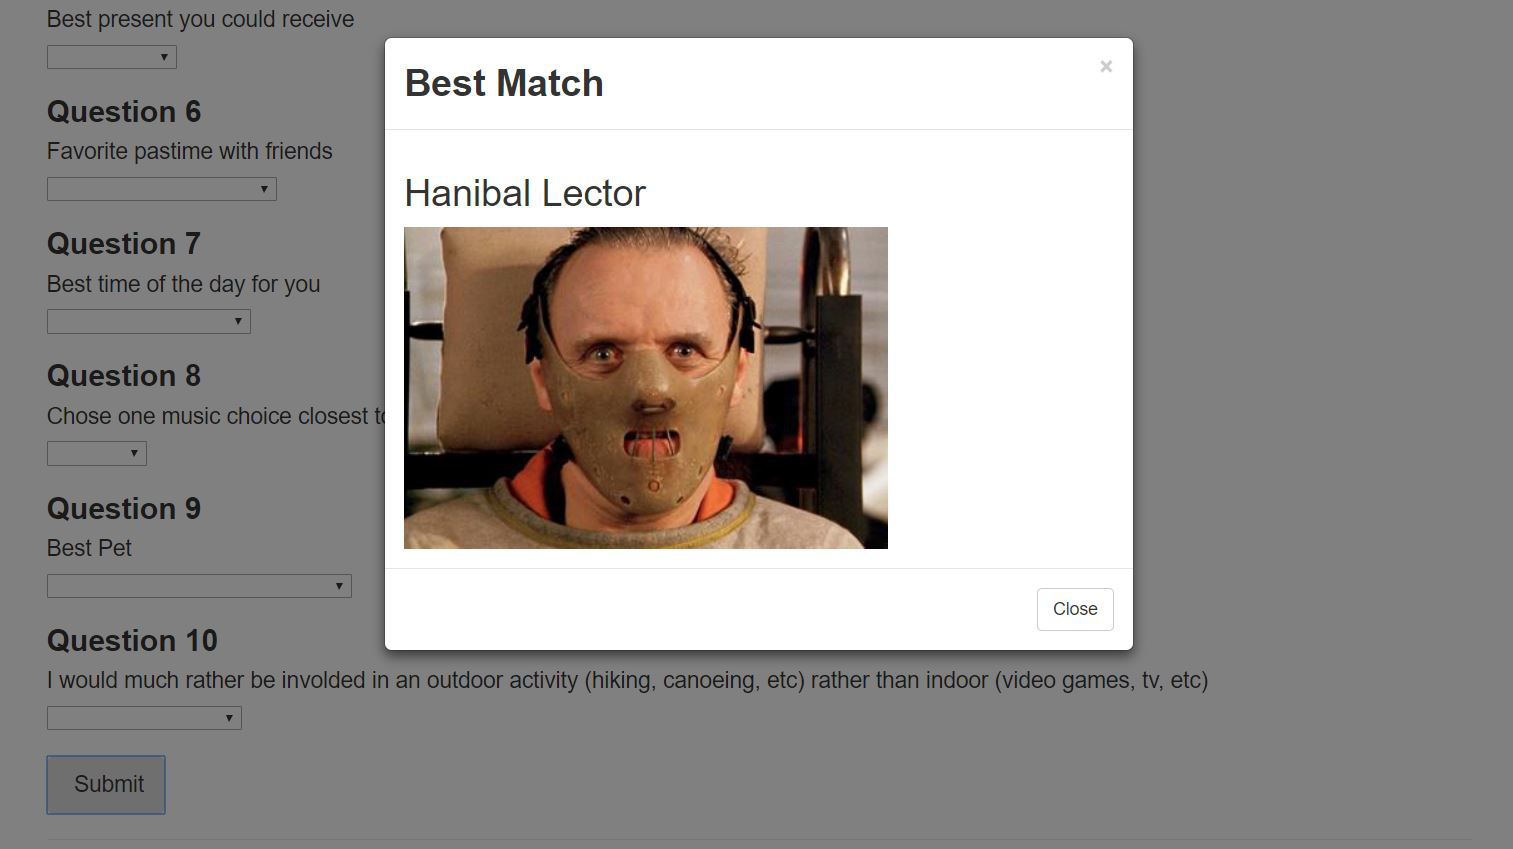 Best present you could receive
Question 6
Favorite pastime with friends
Question 7
Best time of the day for you
Question 8
Chose one music choice closest to
Question 9
Best Pet
Question 10
I would much rather be involded in an outdoor activity (hiking, canoeing, etc) rather than indoor (video games, tv, etc)
Submit
Best Match
×
Hanibal Lector
Close